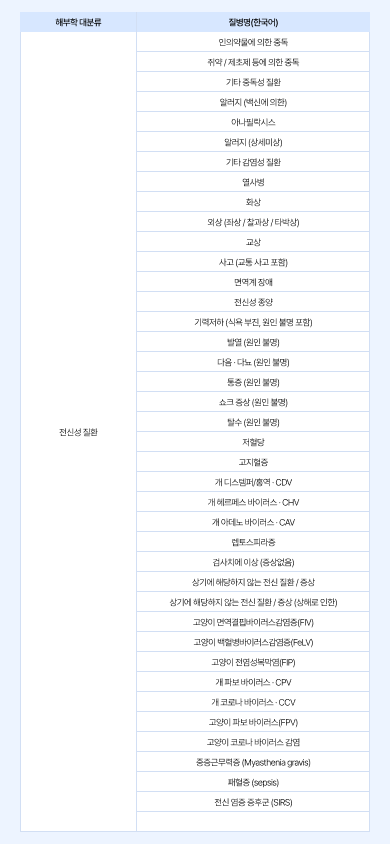 해부학 대분류
질병명(한국어)
전신성 질환
인의약물에 의한 중독
쥐약 / 제초제 등에 의한 중독
기타 중독성 질환
알러지 (백신에 의한)
아나필락시스
알러지 (상세미상)
기타 감염성 질환
열사병
화상
외상 (좌상 / 찰과상 / 타박상)
교상
사고 (교통 사고 포함)
면역계 장애
전신성 종양
기력저하 (식욕 부진, 원인 불명 포함)
발열 (원인 불명)
다음 · 다뇨 (원인 불명)
통증 (원인 불명)
쇼크 증상 (원인 불명)
탈수 (원인 불명)
저혈당
고지혈증
개 디스템퍼/홍역 · CDV
개 헤르페스 바이러스 · CHV
개 아데노 바이러스 · CAV
렙토스피라증
검사치에 이상 (증상없음)
상기에 해당하지 않는 전신 질환 / 증상
상기에 해당하지 않는 전신 질환 / 증상 (상해로 인한)
고양이 면역결핍바이러스감염증(FIV)
고양이 백혈병바이러스감염증(FeLV)
고양이 전염성복막염(FIP)
개 파보 바이러스 · CPV
개 코로나 바이러스 · CCV
고양이 파보 바이러스(FPV)
고양이 코로나 바이러스 감염
중증근무력증 (Myasthenia gravis)
패혈증 (sepsis)
전신 염증 증후군 (SIRS)